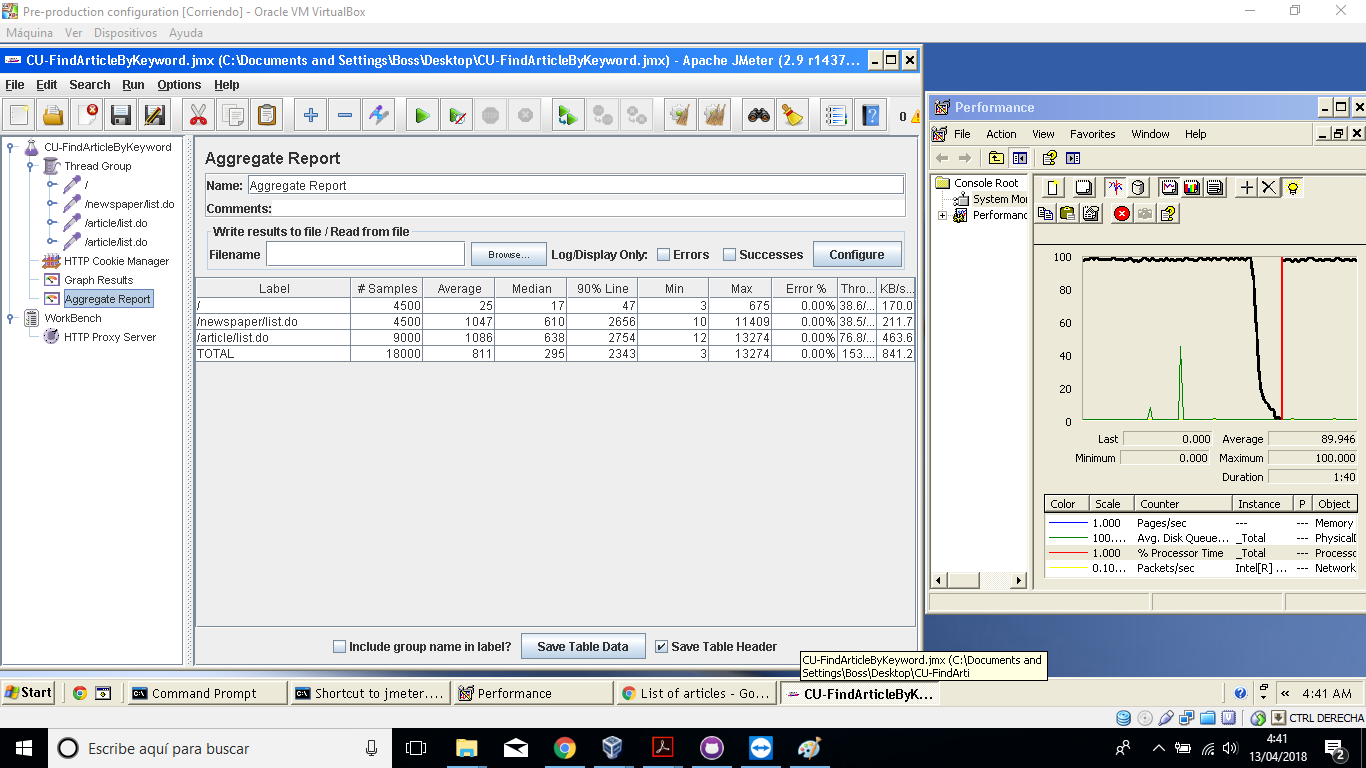 Pre-production configuration [Corriendo] - Oracle VM VirtualBox
Máquina Ver Dispositivos Ayuda
CU-FindArticleByKeyword.jmx (C:\Documents and Settings\Boss\Desktop\CU-FindArticleByKeyword.jmx) - Apache JMeter (2.9 r1437...
File Edit Search Run Options Help
0
CU-FindArticleByKeyword
Thread Group
/
/newspaper/list.do
/article/list.do
/article/list.do
HTTP Cookie Manager
Graph Results
Aggregate Report
WorkBench
HTTP Proxy Server
Aggregate Report
Name: Aggregate Report
Comments:
Write results to file / Read from file
Filename Browse... Log/Display Only: Errors Successes Configure
Label # Samples Average Median 90% Line Min Max Error % Thro... KB/s...
/ 4500 25 17 47 3 675 0.00% 38.6/... 170.0
/newspaper/list.do 4500 1047 610 2656 10 11409 0.00% 38.5/... 211.7
/article/list.do 9000 1086 638 2754 12 13274 0.00% 76.8/... 463.6
TOTAL 18000 811 295 2343 3 13274 0.00% 153.... 841.2
Include group name in label? Save Table Data Save Table Header
Performance
File Action View Favorites Window Help
Console Root
System Mo
Performanc
100
80
60
40
20
0
Last 0.000 Average 89.946
Minimum 0.000 Maximum 100.000
Duration 1:40
Color Scale Counter Instance P Object
1.000 Pages/sec --- --- Memory
100.... Avg. Disk Queue... _Total --- Physical
1.000 % Processor Time _Total --- Processo
0.10... Packets/sec Intel[R] ... --- Network
CU-FindArticleByKeyword.jmx (C:\Documents and
Settings\Boss\Desktop\CU-FindArti
Start Command Prompt Shortcut to jmeter.... Performance List of articles - Go... CU-FindArticleByK... « 4:41 AM
CTRL DERECHA
Escribe aquí para buscar
4:41
13/04/2018
2